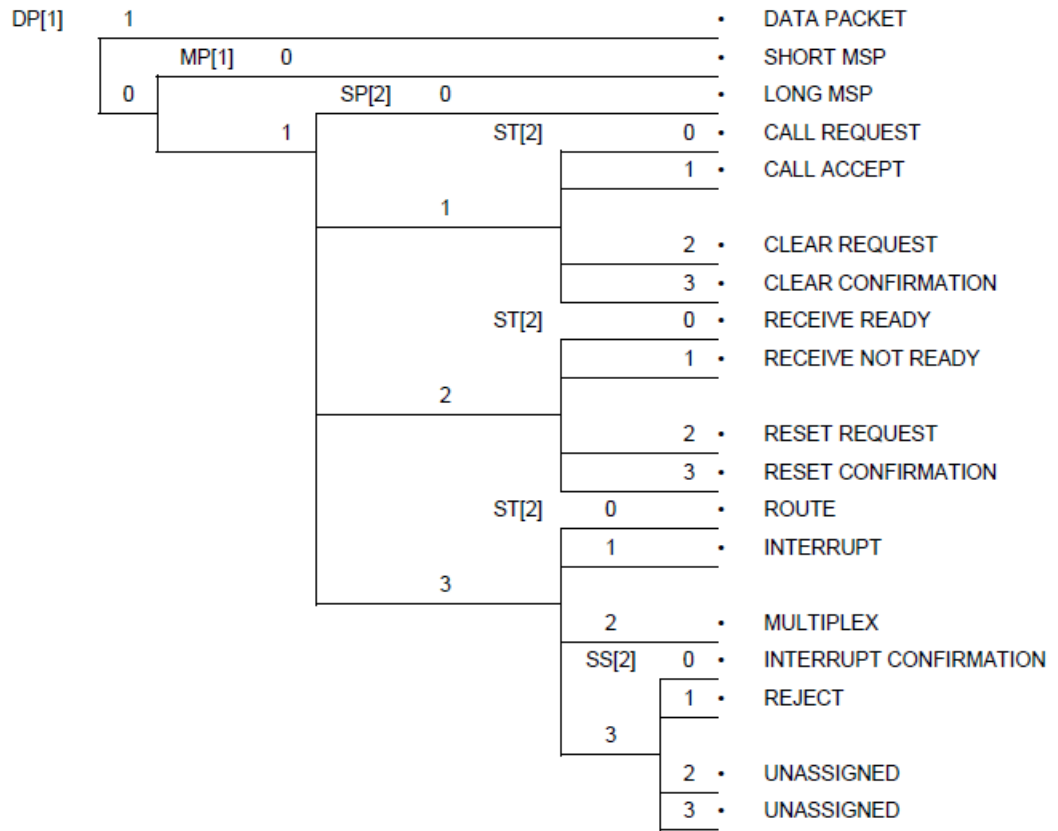 DP[1] 1 • DATA PACKET
MP[1] 0 • SHORT MSP
0 SP[2] 0 • LONG MSP
1 ST[2] 0 • CALL REQUEST
1 • CALL ACCEPT
1
2 • CLEAR REQUEST
3 • CLEAR CONFIRMATION
ST[2] 0 • RECEIVE READY
1 • RECEIVE NOT READY
2
2 • RESET REQUEST
3 • RESET CONFIRMATION
ST[2] 0 • ROUTE
1 • INTERRUPT
3
2 • MULTIPLEX
SS[2] 0 • INTERRUPT CONFIRMATION
1 • REJECT
3
2 • UNASSIGNED
3 • UNASSIGNED